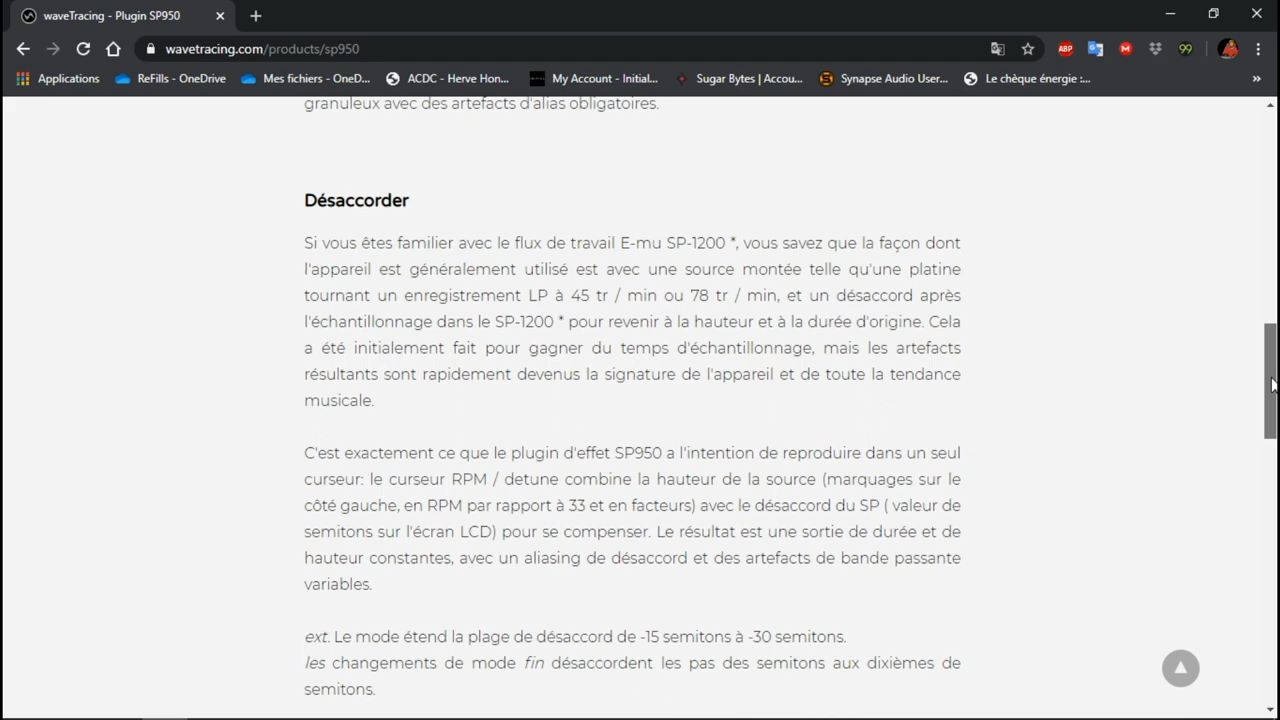 waveTracing - Plugin SP950
wavetracing.com/products/sp950
ABP
M
99
Applications
ReFills - OneDrive
Mes fichiers - OneD...
ACDC - Herve Hon...
My Account - Initial...
Sugar Bytes | Accou...
Synapse Audio User...
Le chèque énergie :...
»
granuleux avec des artefacts d'alias obligatoires.
Désaccorder
Si vous êtes familier avec le flux de travail E-mu SP-1200 *, vous savez que la façon dont
l'appareil est généralement utilisé est avec une source montée telle qu'une platine
tournant un enregistrement LP à 45 tr / min ou 78 tr / min, et un désaccord après
l'échantillonnage dans le SP-1200 * pour revenir à la hauteur et à la durée d'origine. Cela
a été initialement fait pour gagner du temps d'échantillonnage, mais les artefacts
résultants sont rapidement devenus la signature de l'appareil et de toute la tendance
musicale.
C'est exactement ce que le plugin d'effet SP950 a l'intention de reproduire dans un seul
curseur: le curseur RPM / detune combine la hauteur de la source (marquages sur le
côté gauche, en RPM par rapport à 33 et en facteurs) avec le désaccord du SP ( valeur de
semitons sur l'écran LCD) pour se compenser. Le résultat est une sortie de durée et de
hauteur constantes, avec un aliasing de désaccord et des artefacts de bande passante
variables.
ext. Le mode étend la plage de désaccord de -15 semitons à -30 semitons.
les changements de mode fin désaccordent les pas des semitons aux dixièmes de
semitons.